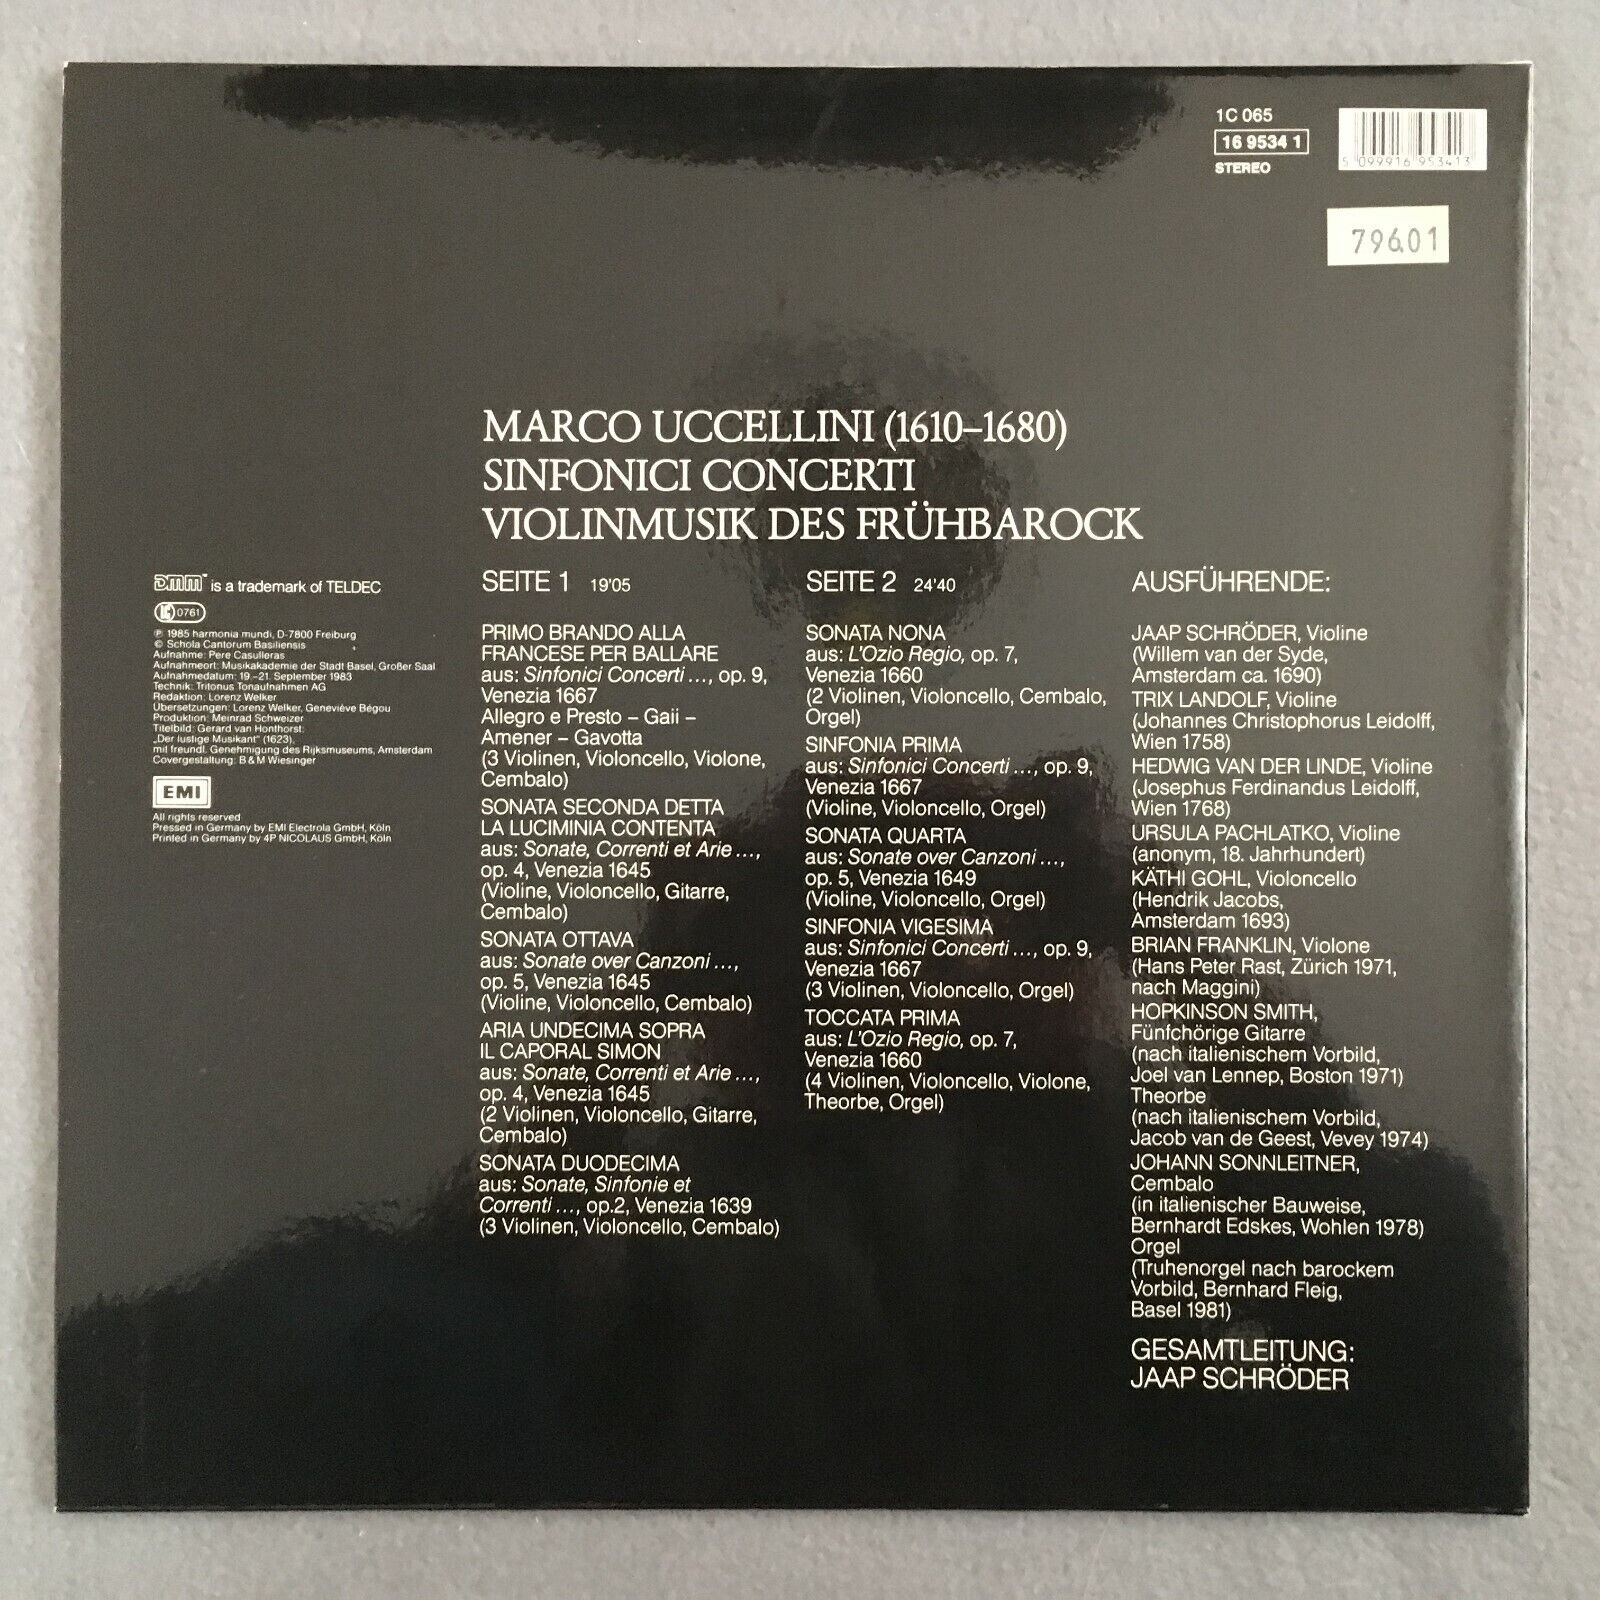 1C 065
16 9534 1
STEREO
5 099916 953413
79601
MARCO UCCELLINI (1610–1680)
SINFONICI CONCERTI
VIOLINMUSIK DES FRÜHBAROCK
DMM™ is a trademark of TELDEC
LC 0761
℗ 1985 harmonia mundi, D-7800 Freiburg
© Schola Cantorum Basiliensis
Aufnahme: Pere Casulleras
Aufnahmeort: Musikakademie der Stadt Basel, Großer Saal
Aufnahmedatum: 19.–21. September 1983
Technik: Tritonus Tonaufnahmen AG
Redaktion: Lorenz Welker
Übersetzungen: Lorenz Welker, Geneviève Bégou
Produktion: Meinrad Schweizer
Titelbild: Gerard van Honthorst:
„Der lustige Musikant" (1623),
mit freundl. Genehmigung des Rijksmuseums, Amsterdam
Covergestaltung: B & M Wiesinger
EMI
All rights reserved
Pressed in Germany by EMI Electrola GmbH, Köln
Printed in Germany by 4P NICOLAUS GmbH, Köln
SEITE 1 19'05
PRIMO BRANDO ALLA
FRANCESE PER BALLARE
aus: Sinfonici Concerti ..., op. 9,
Venezia 1667
Allegro e Presto – Gaii –
Amener – Gavotta
(3 Violinen, Violoncello, Violone,
Cembalo)
SONATA SECONDA DETTA
LA LUCIMINIA CONTENTA
aus: Sonate, Correnti et Arie ...,
op. 4, Venezia 1645
(Violine, Violoncello, Gitarre,
Cembalo)
SONATA OTTAVA
aus: Sonate over Canzoni ...,
op. 5, Venezia 1645
(Violine, Violoncello, Cembalo)
ARIA UNDECIMA SOPRA
IL CAPORAL SIMON
aus: Sonate, Correnti et Arie ...,
op. 4, Venezia 1645
(2 Violinen, Violoncello, Gitarre,
Cembalo)
SONATA DUODECIMA
aus: Sonate, Sinfonie et
Correnti ..., op.2, Venezia 1639
(3 Violinen, Violoncello, Cembalo)
SEITE 2 24'40
SONATA NONA
aus: L'Ozio Regio, op. 7,
Venezia 1660
(2 Violinen, Violoncello, Cembalo,
Orgel)
SINFONIA PRIMA
aus: Sinfonici Concerti ..., op. 9,
Venezia 1667
(Violine, Violoncello, Orgel)
SONATA QUARTA
aus: Sonate over Canzoni ...,
op. 5, Venezia 1649
(Violine, Violoncello, Orgel)
SINFONIA VIGESIMA
aus: Sinfonici Concerti ..., op. 9,
Venezia 1667
(3 Violinen, Violoncello, Orgel)
TOCCATA PRIMA
aus: L'Ozio Regio, op. 7,
Venezia 1660
(4 Violinen, Violoncello, Violone,
Theorbe, Orgel)
AUSFÜHRENDE:
JAAP SCHRÖDER, Violine
(Willem van der Syde,
Amsterdam ca. 1690)
TRIX LANDOLF, Violine
(Johannes Christophorus Leidolff,
Wien 1758)
HEDWIG VAN DER LINDE, Violine
(Josephus Ferdinandus Leidolff,
Wien 1768)
URSULA PACHLATKO, Violine
(anonym, 18. Jahrhundert)
KÄTHI GOHL, Violoncello
(Hendrik Jacobs,
Amsterdam 1693)
BRIAN FRANKLIN, Violone
(Hans Peter Rast, Zürich 1971,
nach Maggini)
HOPKINSON SMITH,
Fünfchörige Gitarre
(nach italienischem Vorbild,
Joel van Lennep, Boston 1971)
Theorbe
(nach italienischem Vorbild,
Jacob van de Geest, Vevey 1974)
JOHANN SONNLEITNER,
Cembalo
(in italienischer Bauweise,
Bernhardt Edskes, Wohlen 1978)
Orgel
(Truhenorgel nach barockem
Vorbild, Bernhard Fleig,
Basel 1981)
GESAMTLEITUNG:
JAAP SCHRÖDER